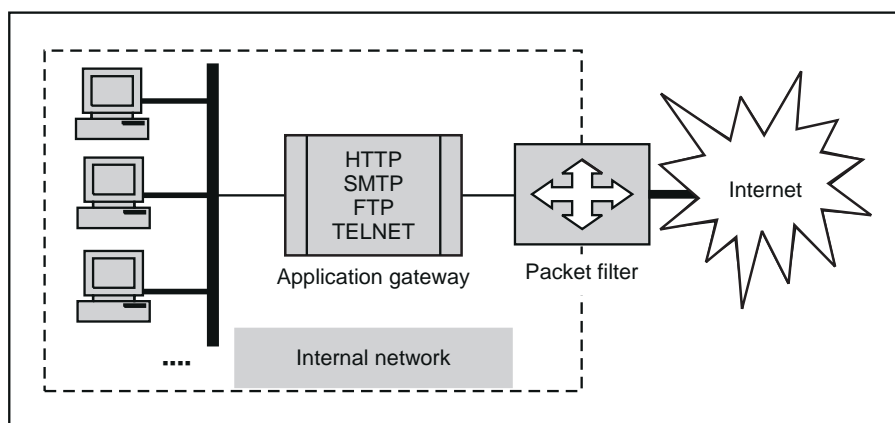 HTTP
SMTP
FTP
TELNET
Application gateway
Packet filter
Internet
Internal network
....